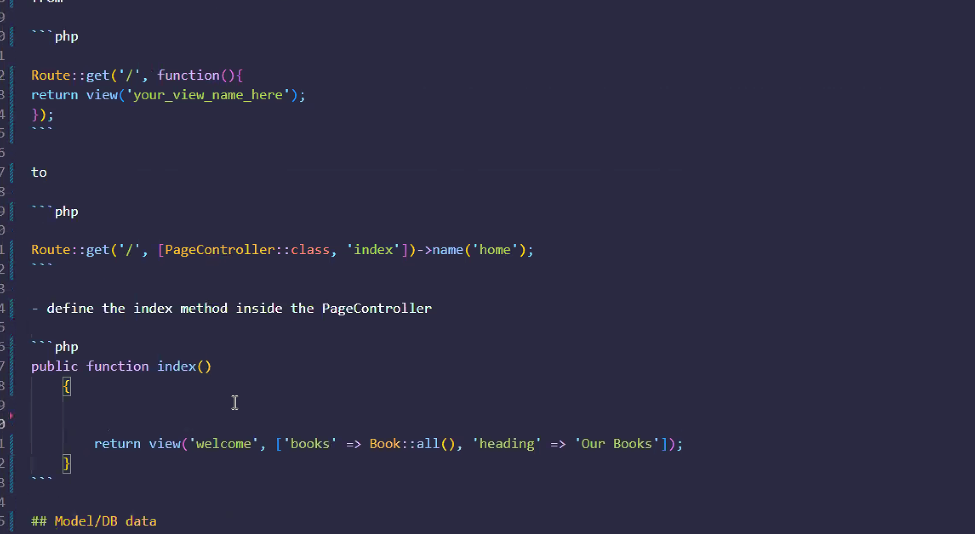 from
```php
Route::get('/', function(){
return view('your_view_name_here');
});
```
to
```php
Route::get('/', [PageController::class, 'index'])->name('home');
```
- define the index method inside the PageController
```php
public function index()
{
return view('welcome', ['books' => Book::all(), 'heading' => 'Our Books']);
}
```
## Model/DB data